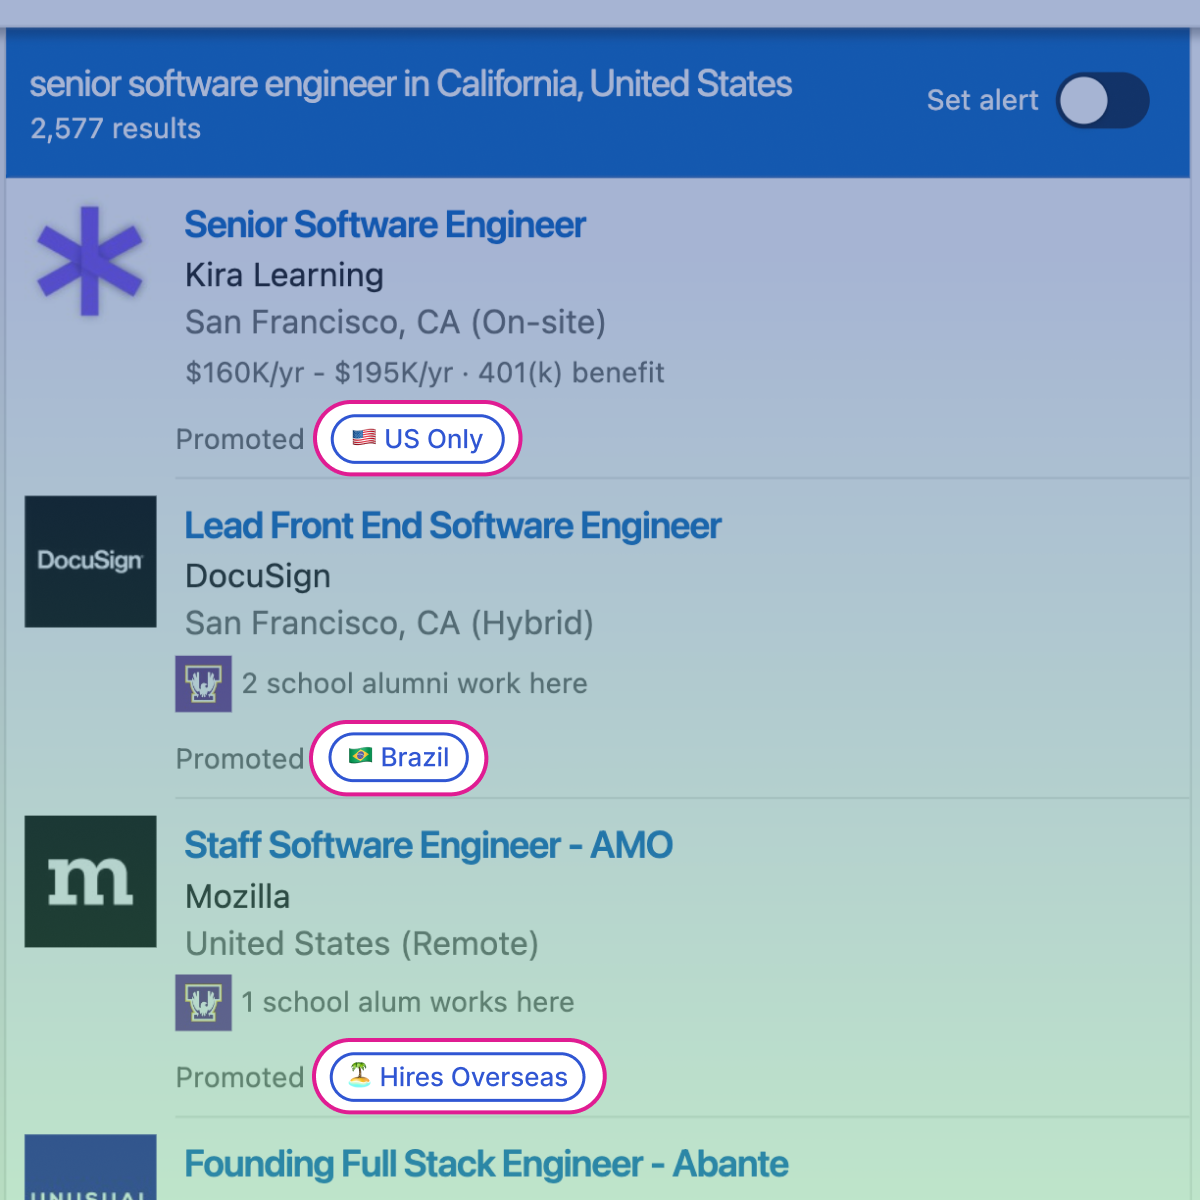 senior software engineer in California, United States
2,577 results
Set alert
Senior Software Engineer
Kira Learning
San Francisco, CA (On-site)
$160K/yr - $195K/yr · 401(k) benefit
Promoted
US Only
DocuSign
Lead Front End Software Engineer
DocuSign
San Francisco, CA (Hybrid)
2 school alumni work here
Promoted
Brazil
m
Staff Software Engineer - AMO
Mozilla
United States (Remote)
1 school alum works here
Promoted
Hires Overseas
UNUSUAL
Founding Full Stack Engineer - Abante